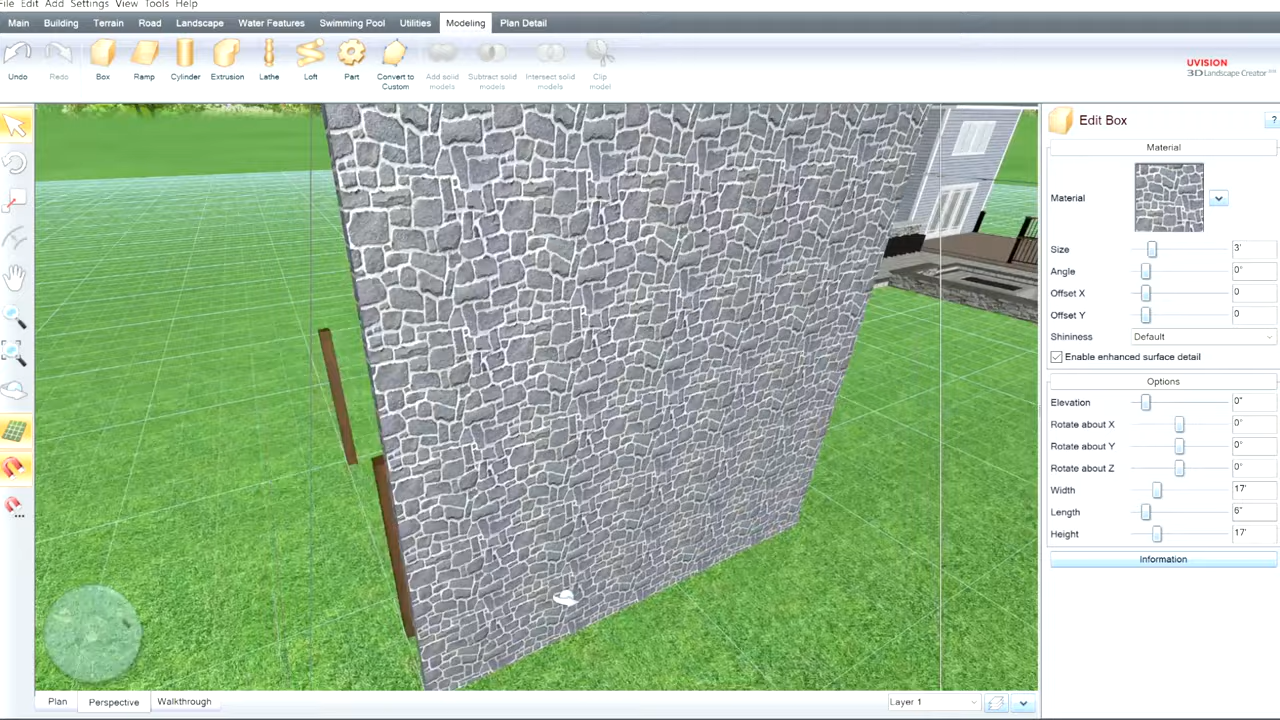 File Edit Add Settings View Tools Help
Main Building Terrain Road Landscape Water Features Swimming Pool Utilities Modeling Plan Detail
Undo Redo Box Ramp Cylinder Extrusion Lathe Loft Part Convert to Custom Add solid models Subtract solid models Intersect solid models Clip model
UVISION
3D Landscape Creator
Edit Box ?
Material
Material
Size 3'
Angle 0°
Offset X 0
Offset Y 0
Shininess Default
Enable enhanced surface detail
Options
Elevation 0"
Rotate about X 0°
Rotate about Y 0°
Rotate about Z 0°
Width 17'
Length 6"
Height 17'
Information
Plan Perspective Walkthrough Layer 1